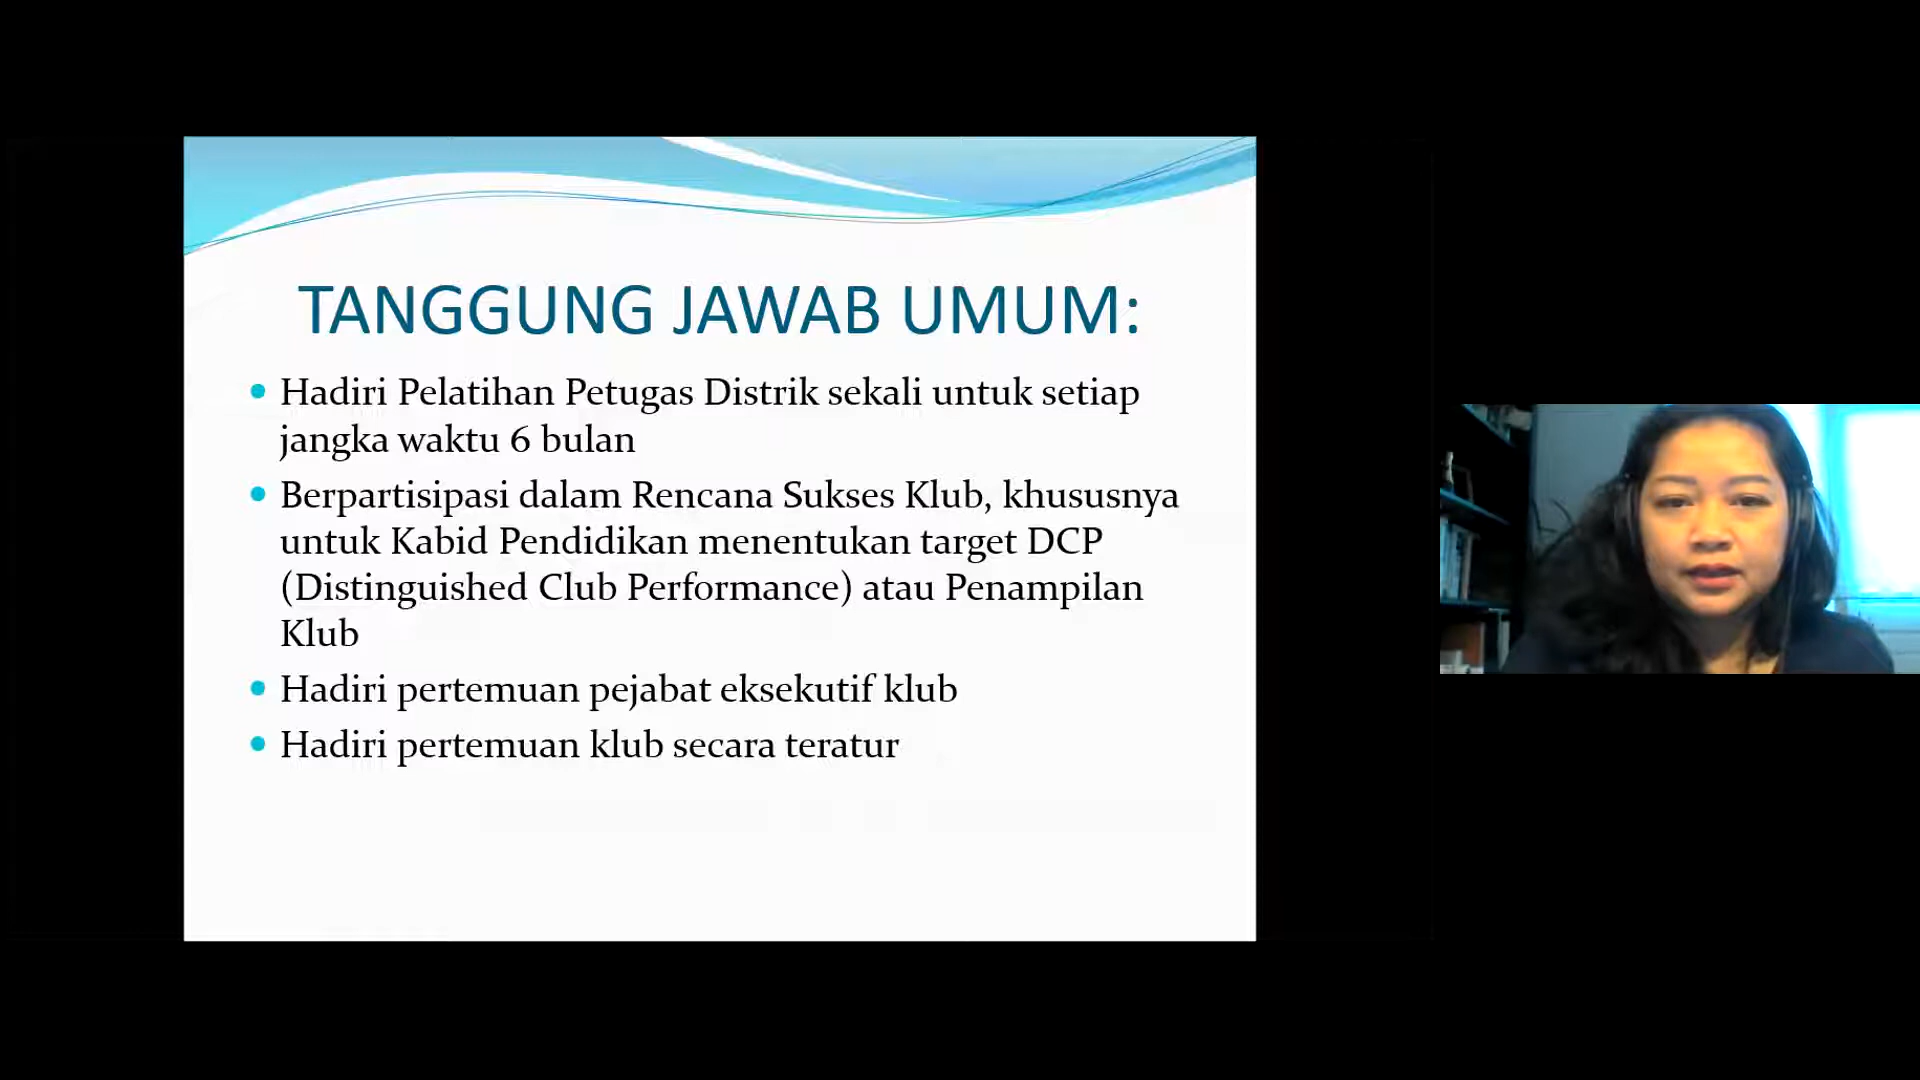 TANGGUNG JAWAB UMUM:
Hadiri Pelatihan Petugas Distrik sekali untuk setiap
jangka waktu 6 bulan
Berpartisipasi dalam Rencana Sukses Klub, khususnya
untuk Kabid Pendidikan menentukan target DCP
(Distinguished Club Performance) atau Penampilan
Klub
Hadiri pertemuan pejabat eksekutif klub
Hadiri pertemuan klub secara teratur